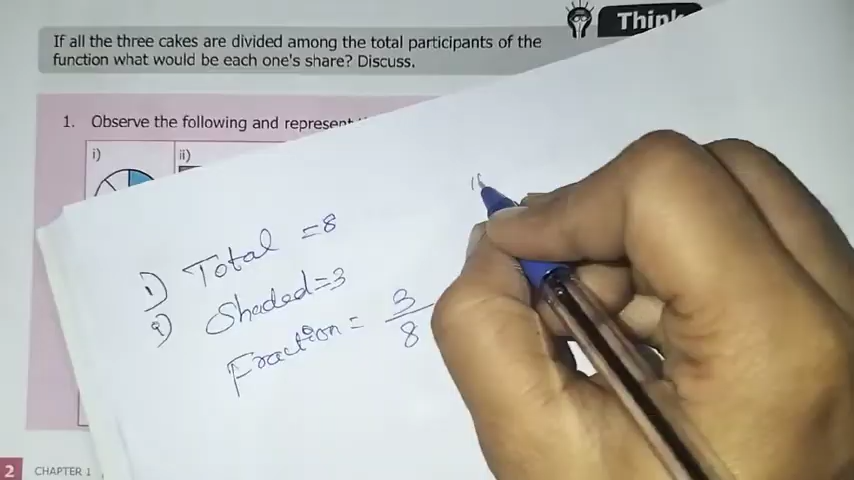 Think
If all the three cakes are divided among the total participants of the
function what would be each one's share? Discuss.
1. Observe the following and represent
i)
ii)
1) Total = 8
2) Shaded = 3
Fraction = 3/8
2 CHAPTER 1